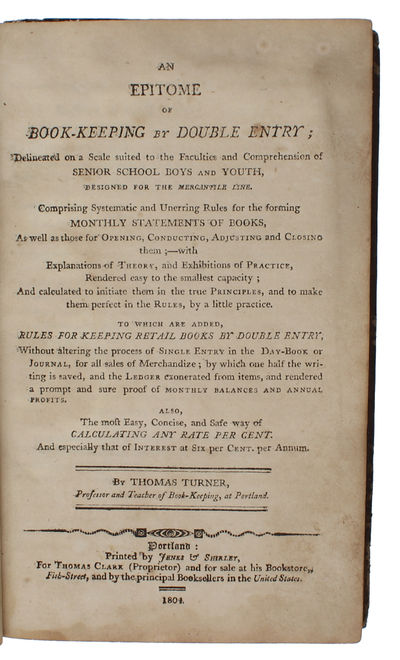 AN
EPITOME
OF
BOOK-KEEPING BY DOUBLE ENTRY;
Delineated on a Scale suited to the Faculties and Comprehension of
SENIOR SCHOOL BOYS AND YOUTH,
DESIGNED FOR THE MERCANTILE LINE.
Comprising Systematic and Unerring Rules for the forming
MONTHLY STATEMENTS OF BOOKS,
As well as those for OPENING, CONDUCTING, ADJUSTING and CLOSING
them;—with
Explanations of THEORY, and Exhibitions of PRACTICE,
Rendered easy to the smallest capacity;
And calculated to initiate them in the true PRINCIPLES, and to make
them perfect in the RULES, by a little practice.
TO WHICH ARE ADDED,
RULES FOR KEEPING RETAIL BOOKS BY DOUBLE ENTRY,
Without altering the process of SINGLE ENTRY in the DAY-BOOK or
JOURNAL, for all sales of Merchandize; by which one half the wri-
ting is saved, and the LEDGER exonerated from items, and rendered
a prompt and sure proof of MONTHLY BALANCES AND ANNUAL
PROFITS.
ALSO,
The moſt Easy, Concise, and Safe way of
CALCULATING ANY RATE PER CENT.
And especially that of INTEREST at SIX PER CENT. per Annum.
BY THOMAS TURNER,
Professor and Teacher of Book-Keeping, at Portland.
Portland:
Printed by JENKS & SHIRLEY,
For THOMAS CLARK (Proprietor) and for sale at his Bookstore,
Fish-Street, and by the principal Booksellers in the United States.
1804.